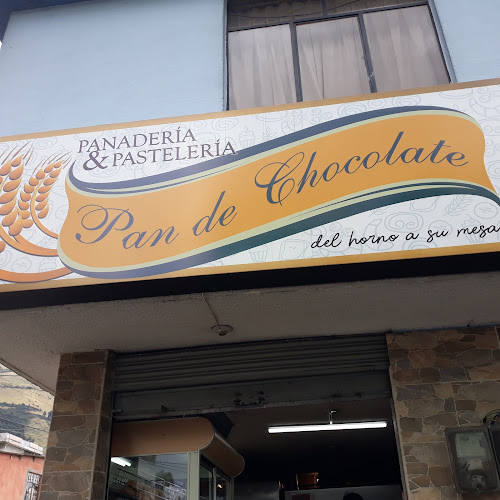 PANADERÍA
& PASTELERÍA
Pan de Chocolate
del horno a su mesa